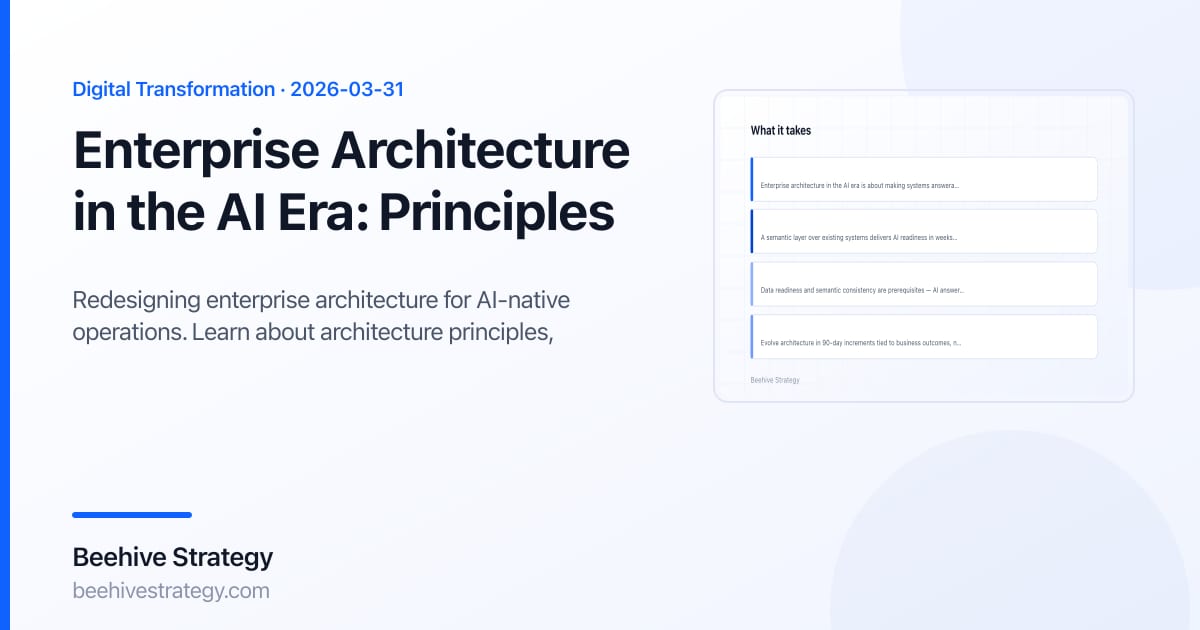 Digital Transformation · 2026-03-31
Enterprise Architecture
in the AI Era: Principles
Redesigning enterprise architecture for AI-native
operations. Learn about architecture principles,
What it takes
Enterprise architecture in the AI era is about making systems answera...
A semantic layer over existing systems delivers AI readiness in weeks...
Data readiness and semantic consistency are prerequisites — AI answer...
Evolve architecture in 90-day increments tied to business outcomes, n...
Beehive Strategy
Beehive Strategy
beehivestrategy.com